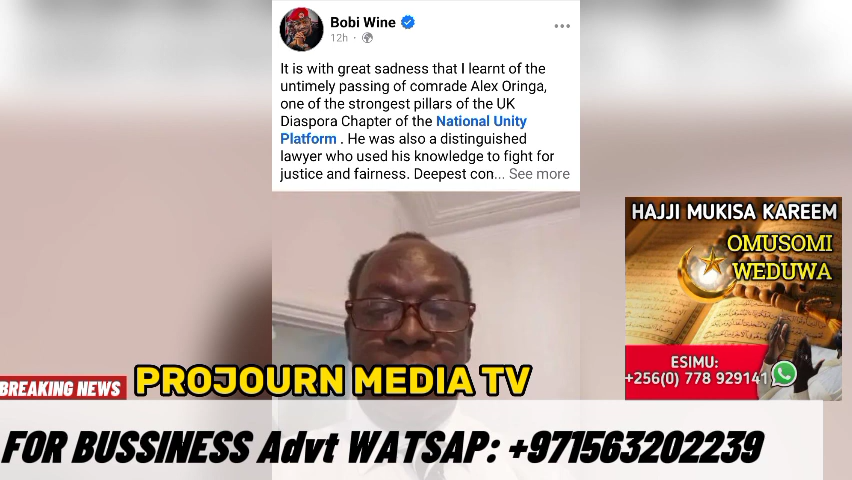 Bobi Wine
12h
It is with great sadness that I learnt of the
untimely passing of comrade Alex Oringa,
one of the strongest pillars of the UK
Diaspora Chapter of the National Unity
Platform . He was also a distinguished
lawyer who used his knowledge to fight for
justice and fairness. Deepest con... See more
HAJJI MUKISA KAREEM
OMUSOMI
WEDUWA
ESIMU:
+256(0) 778 929141
BREAKING NEWS
PROJOURN MEDIA TV
FOR BUSSINESS Advt WATSAP: +971563202239